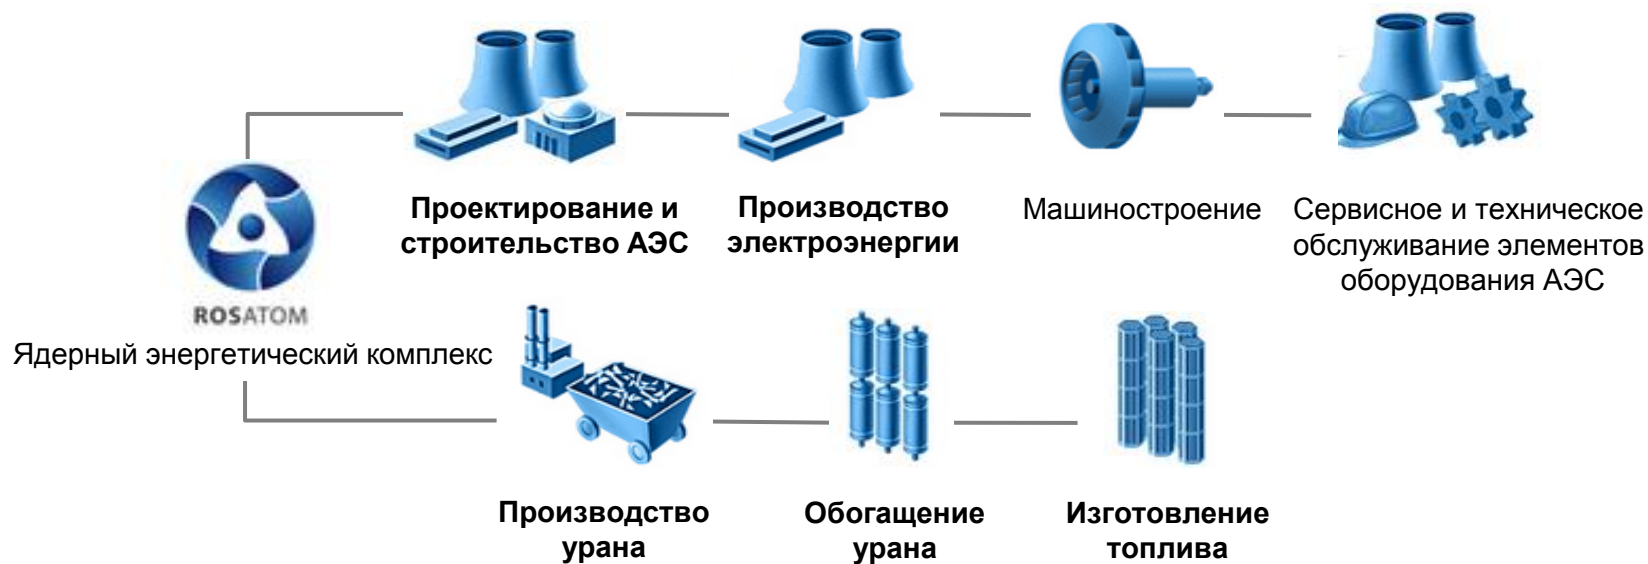 Проектирование и
строительство АЭС
Производство
электроэнергии
Машиностроение
Сервисное и техническое
обслуживание элементов
оборудования АЭС
ROSATOM
Ядерный энергетический комплекс
Производство
урана
Обогащение
урана
Изготовление
топлива